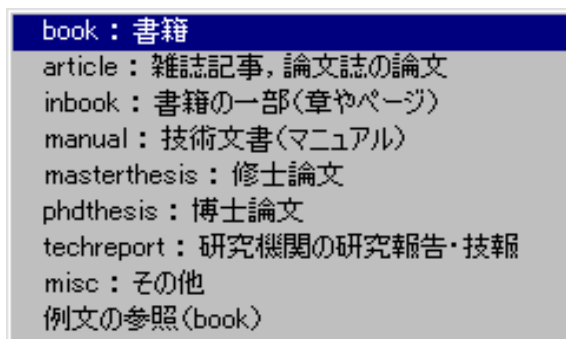 book：書籍
article：雑誌記事，論文誌の論文
inbook：書籍の一部(章やページ)
manual：技術文書(マニュアル)
masterthesis：修士論文
phdthesis：博士論文
techreport：研究機関の研究報告・技報
misc：その他
例文の参照(book)